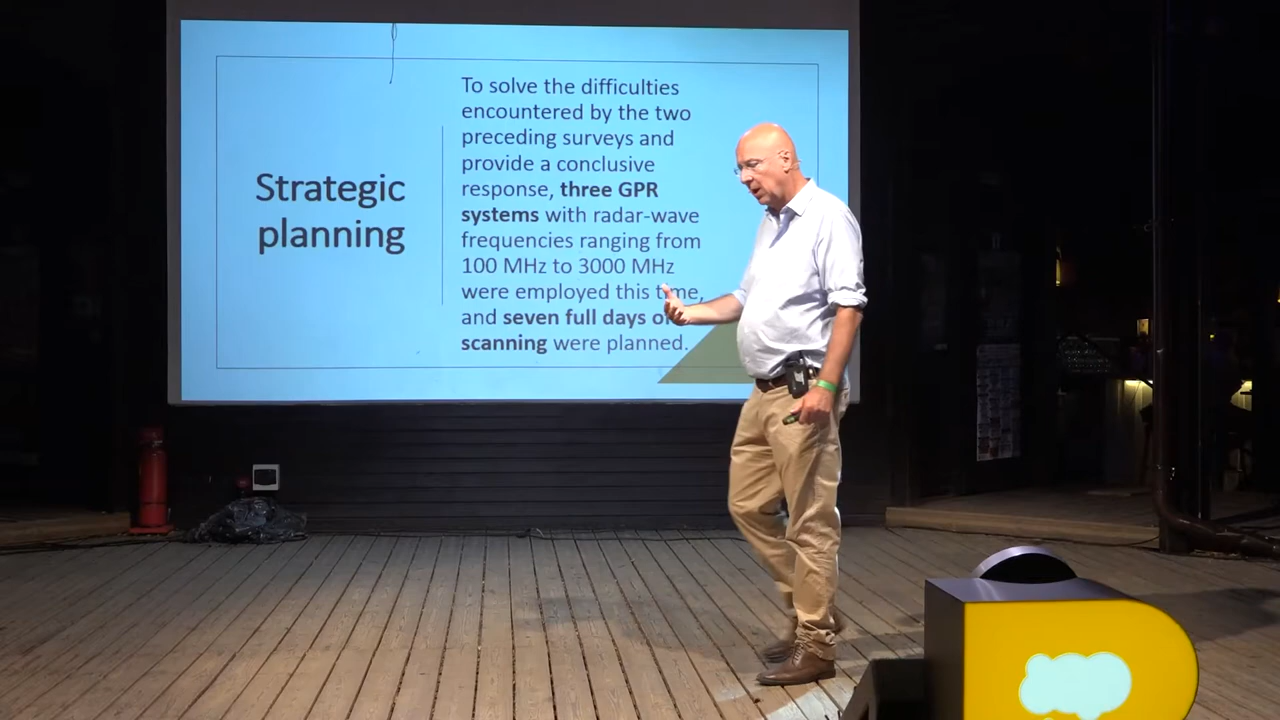 Strategic
planning
To solve the difficulties
encountered by the two
preceding surveys and
provide a conclusive
response, three GPR
systems with radar-wave
frequencies ranging from
100 MHz to 3000 MHz
were employed this time,
and seven full days of
scanning were planned.